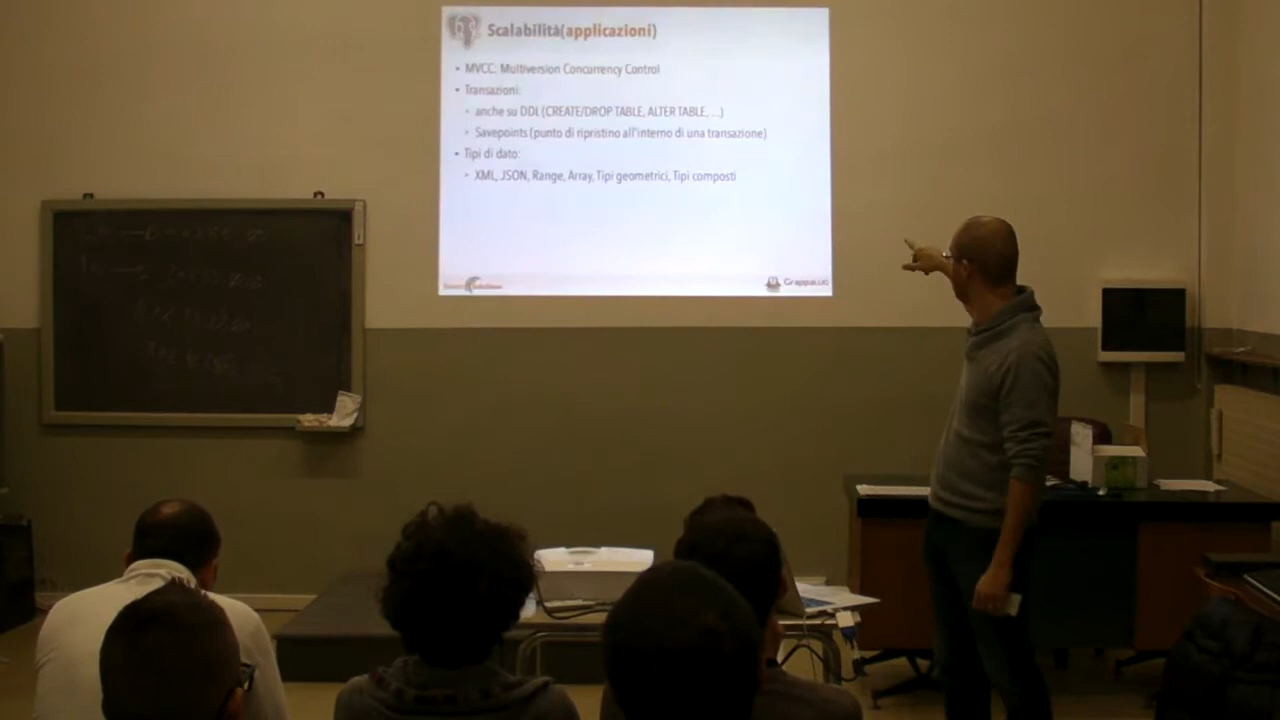 Scalabilità(applicazioni)
• MVCC: Multiversion Concurrency Control
• Transazioni:
• anche su DDL (CREATE/DROP TABLE, ALTER TABLE, ...)
• Savepoints (punto di ripristino all'interno di una transazione)
• Tipi di dato:
• XML, JSON, Range, Array, Tipi geometrici, Tipi composti
GrappaLUG